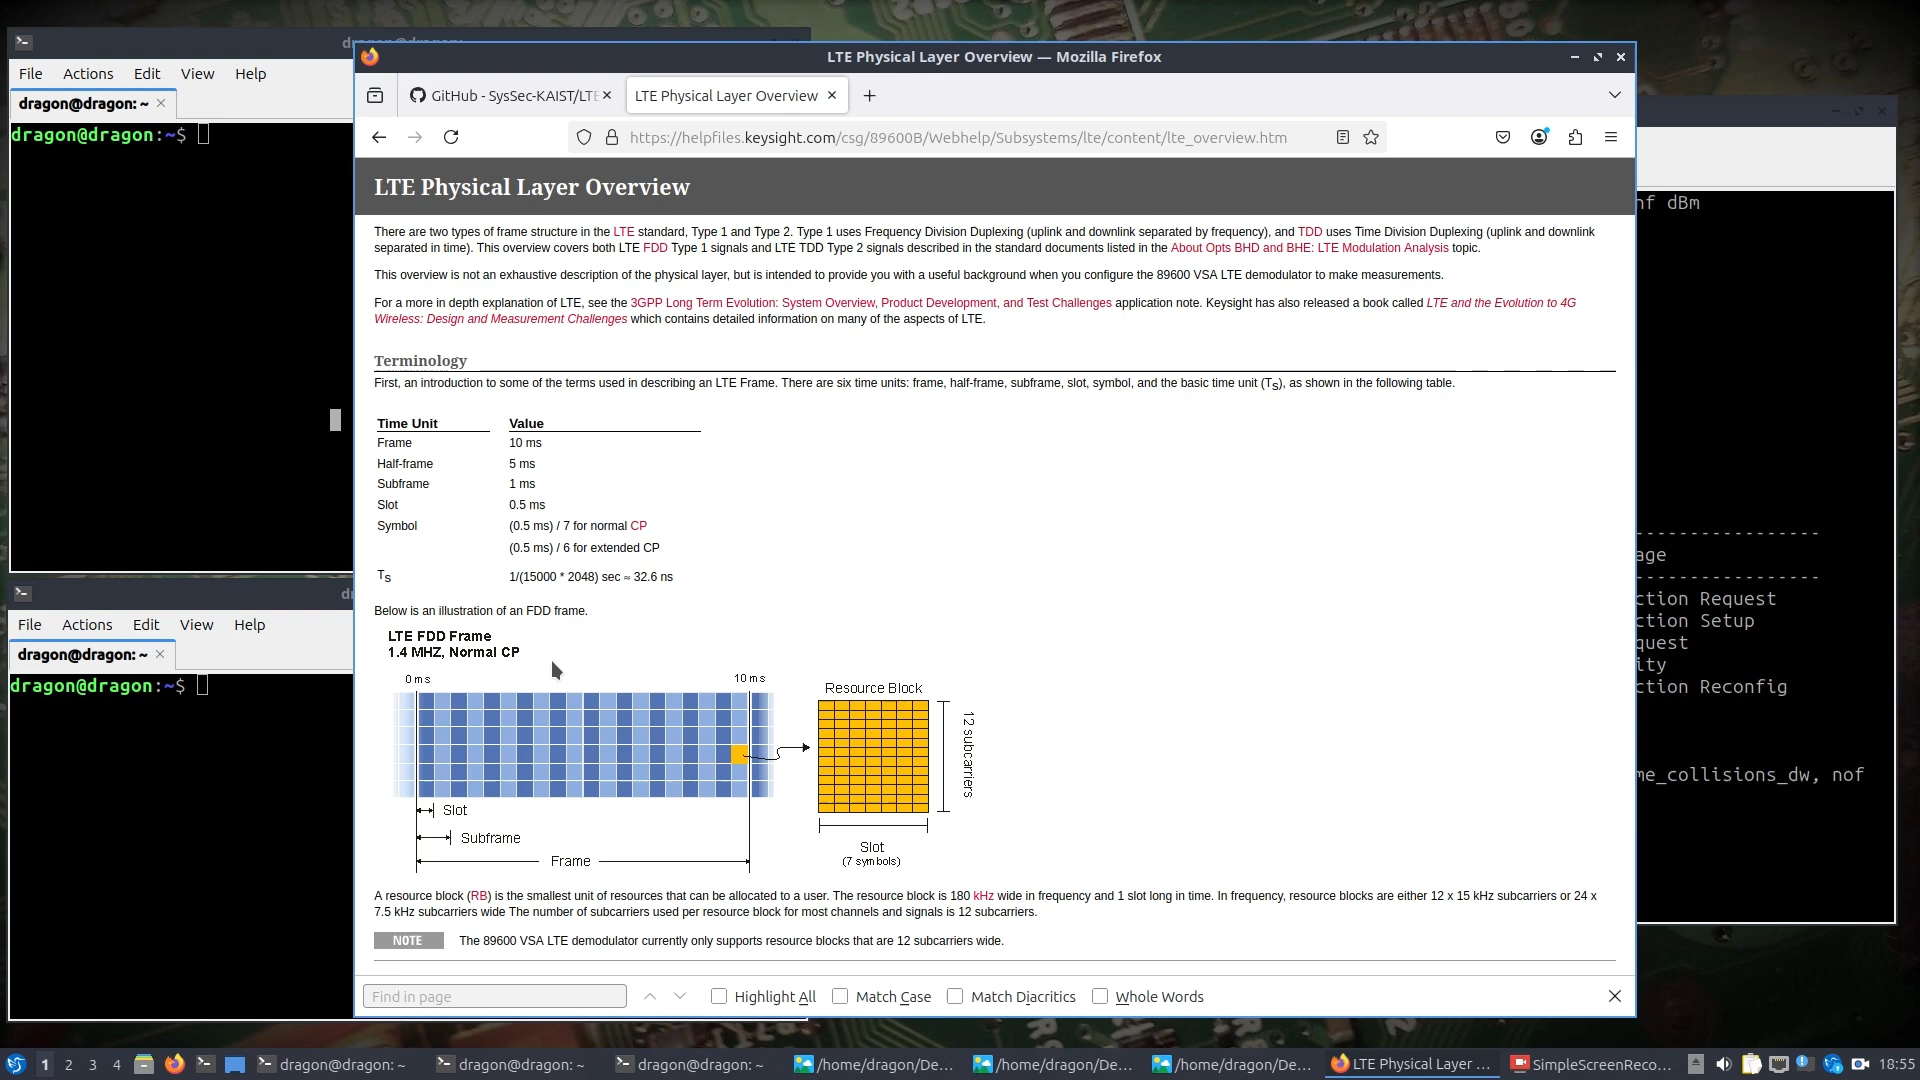 LTE Physical Layer Overview — Mozilla Firefox
File Actions Edit View Help
dragon@dragon: ~
dragon@dragon:~$
GitHub - SysSec-KAIST/LTE
LTE Physical Layer Overview
https://helpfiles.keysight.com/csg/89600B/Webhelp/Subsystems/lte/content/lte_overview.htm
LTE Physical Layer Overview
There are two types of frame structure in the LTE standard, Type 1 and Type 2. Type 1 uses Frequency Division Duplexing (uplink and downlink separated by frequency), and TDD uses Time Division Duplexing (uplink and downlink
separated in time). This overview covers both LTE FDD Type 1 signals and LTE TDD Type 2 signals described in the standard documents listed in the About Opts BHD and BHE: LTE Modulation Analysis topic.
This overview is not an exhaustive description of the physical layer, but is intended to provide you with a useful background when you configure the 89600 VSA LTE demodulator to make measurements.
For a more in depth explanation of LTE, see the 3GPP Long Term Evolution: System Overview, Product Development, and Test Challenges application note. Keysight has also released a book called LTE and the Evolution to 4G
Wireless: Design and Measurement Challenges which contains detailed information on many of the aspects of LTE.
Terminology
First, an introduction to some of the terms used in describing an LTE Frame. There are six time units: frame, half-frame, subframe, slot, symbol, and the basic time unit (TS), as shown in the following table.
Time Unit Value
Frame 10 ms
Half-frame 5 ms
Subframe 1 ms
Slot 0.5 ms
Symbol (0.5 ms) / 7 for normal CP
(0.5 ms) / 6 for extended CP
TS 1/(15000 * 2048) sec ≈ 32.6 ns
Below is an illustration of an FDD frame.
LTE FDD Frame
1.4 MHZ, Normal CP
0 ms 10 ms
Resource Block
12 subcarriers
Slot
Subframe
Frame
Slot
(7 symbols)
A resource block (RB) is the smallest unit of resources that can be allocated to a user. The resource block is 180 kHz wide in frequency and 1 slot long in time. In frequency, resource blocks are either 12 x 15 kHz subcarriers or 24 x
7.5 kHz subcarriers wide The number of subcarriers used per resource block for most channels and signals is 12 subcarriers.
NOTE The 89600 VSA LTE demodulator currently only supports resource blocks that are 12 subcarriers wide.
Find in page Highlight All Match Case Match Diacritics Whole Words
File Actions Edit View Help
dragon@dragon: ~
dragon@dragon:~$
nf dBm
-----------------
age
-----------------
ction Request
ction Setup
quest
ity
ction Reconfig
me_collisions_dw, nof
1 2 3 4 dragon@dragon: ~ dragon@dragon: ~ dragon@dragon: ~ /home/dragon/De... /home/dragon/De... /home/dragon/De... LTE Physical Layer ... SimpleScreenReco... 18:55